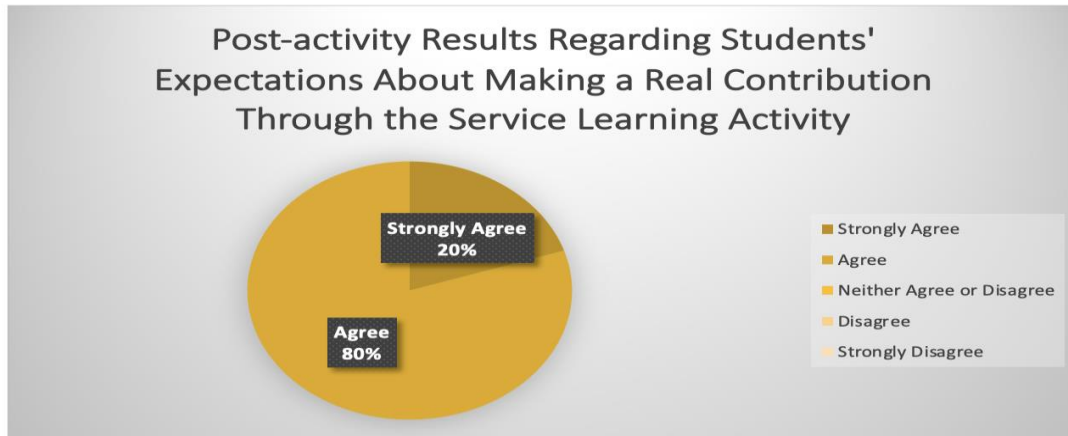 Post-activity Results Regarding Students'
Expectations About Making a Real Contribution
Through the Service Learning Activity
Strongly Agree
20%
Agree
80%
Strongly Agree
Agree
Neither Agree or Disagree
Disagree
Strongly Disagree